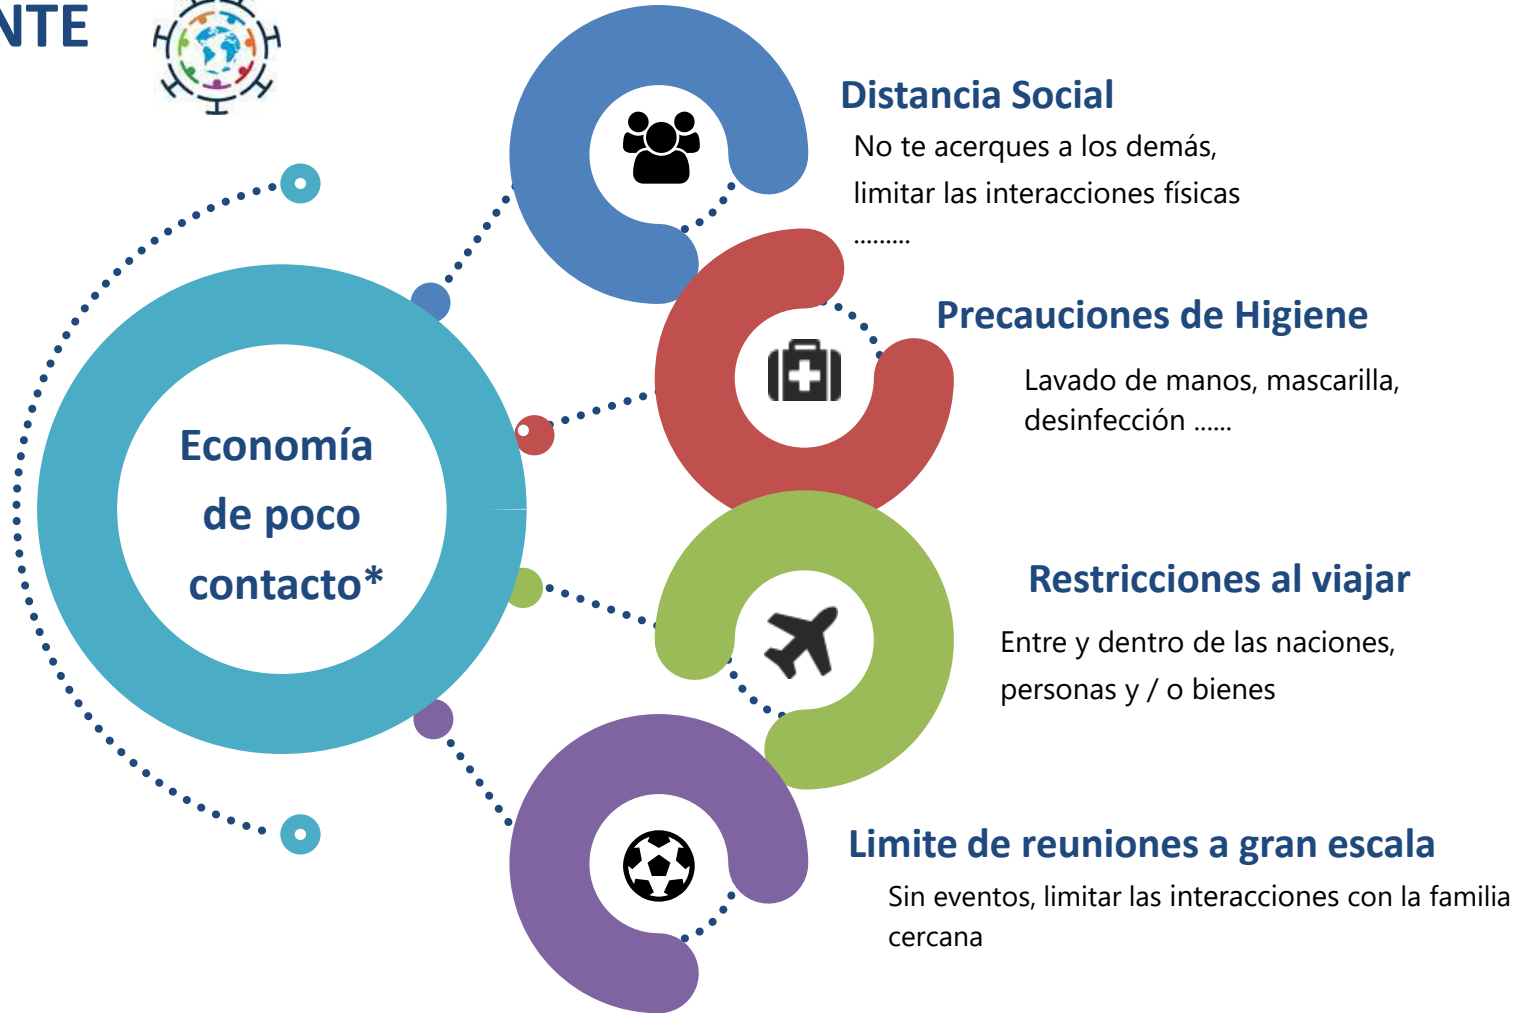 NTE
Distancia Social
No te acerques a los demás,
limitar las interacciones físicas
.........
Precauciones de Higiene
Lavado de manos, mascarilla,
desinfección ......
Economía
de poco
contacto*
Restricciones al viajar
Entre y dentro de las naciones,
personas y / o bienes
Limite de reuniones a gran escala
Sin eventos, limitar las interacciones con la familia
cercana